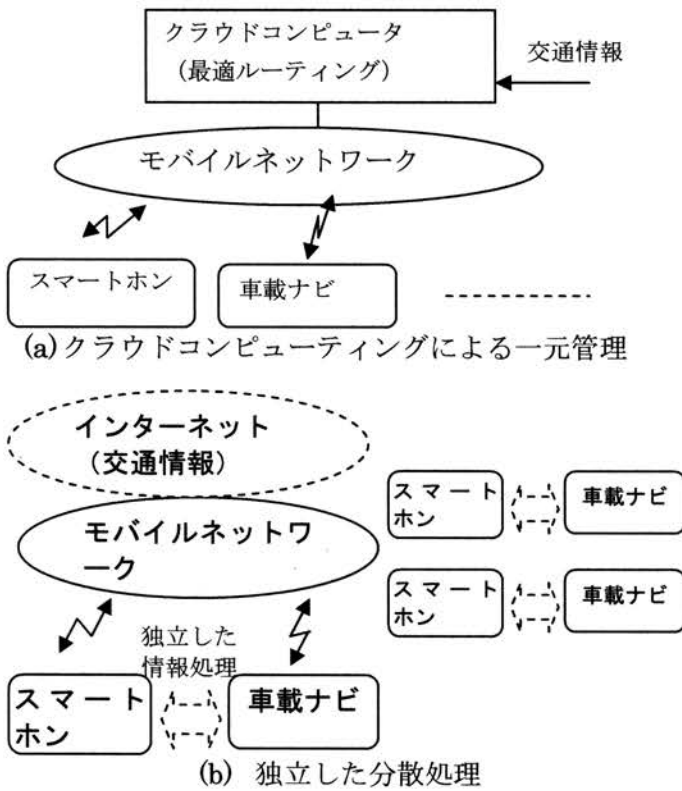 クラウドコンピュータ
(最適ルーティング)
交通情報
モバイルネットワーク
スマートホン
車載ナビ
(a)クラウドコンピューティングによる一元管理
インターネット
(交通情報)
モバイルネットワ
ーク
スマート
ホン
車載ナビ
スマート
ホン
車載ナビ
独立した
情報処理
スマート
ホン
車載ナビ
(b) 独立した分散処理